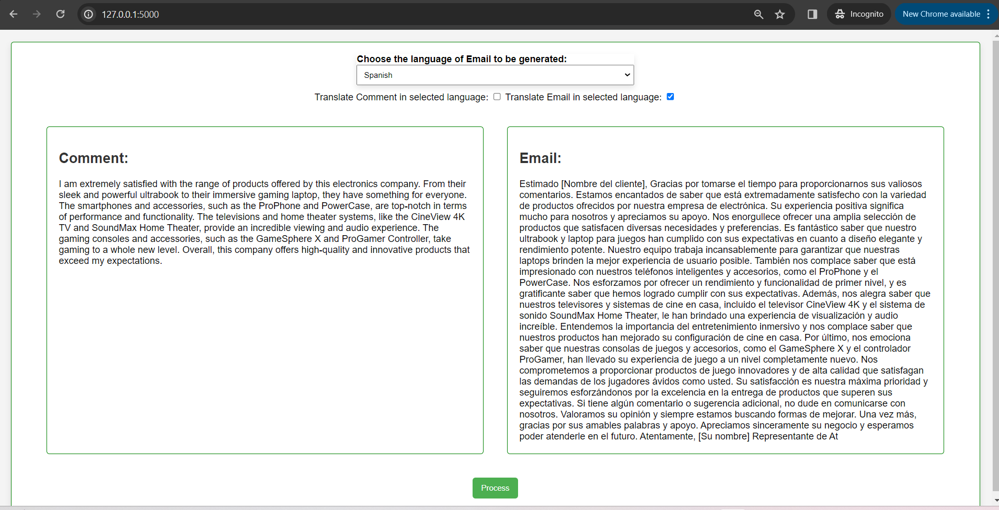 127.0.0.1:5000
Incognito
New Chrome available
Choose the language of Email to be generated:
Spanish
Translate Comment in selected language:
Translate Email in selected language:
Comment:
I am extremely satisfied with the range of products offered by this electronics company. From their
sleek and powerful ultrabook to their immersive gaming laptop, they have something for everyone.
The smartphones and accessories, such as the ProPhone and PowerCase, are top-notch in terms
of performance and functionality. The televisions and home theater systems, like the CineView 4K
TV and SoundMax Home Theater, provide an incredible viewing and audio experience. The
gaming consoles and accessories, such as the GameSphere X and ProGamer Controller, take
gaming to a whole new level. Overall, this company offers high-quality and innovative products that
exceed my expectations.
Email:
Estimado [Nombre del cliente], Gracias por tomarse el tiempo para proporcionarnos sus valiosos
comentarios. Estamos encantados de saber que está extremadamente satisfecho con la variedad
de productos ofrecidos por nuestra empresa de electrónica. Su experiencia positiva significa
mucho para nosotros y apreciamos su apoyo. Nos enorgullece ofrecer una amplia selección de
productos que satisfacen diversas necesidades y preferencias. Es fantástico saber que nuestro
ultrabook y laptop para juegos han cumplido con sus expectativas en cuanto a diseño elegante y
rendimiento potente. Nuestro equipo trabaja incansablemente para garantizar que nuestras
laptops brinden la mejor experiencia de usuario posible. También nos complace saber que está
impresionado con nuestros teléfonos inteligentes y accesorios, como el ProPhone y el
PowerCase. Nos esforzamos por ofrecer un rendimiento y funcionalidad de primer nivel, y es
gratificante saber que hemos logrado cumplir con sus expectativas. Además, nos alegra saber que
nuestros televisores y sistemas de cine en casa, incluido el televisor CineView 4K y el sistema de
sonido SoundMax Home Theater, le han brindado una experiencia de visualización y audio
increíble. Entendemos la importancia del entretenimiento inmersivo y nos complace saber que
nuestros productos han mejorado su configuración de cine en casa. Por último, nos emociona
saber que nuestras consolas de juegos y accesorios, como el GameSphere X y el controlador
ProGamer, han llevado su experiencia de juego a un nivel completamente nuevo. Nos
comprometemos a proporcionar productos de juego innovadores y de alta calidad que satisfagan
las demandas de los jugadores ávidos como usted. Su satisfacción es nuestra máxima prioridad y
seguiremos esforzándonos por la excelencia en la entrega de productos que superen sus
expectativas. Si tiene algún comentario o sugerencia adicional, no dude en comunicarse con
nosotros. Valoramos su opinión y siempre estamos buscando formas de mejorar. Una vez más,
gracias por sus amables palabras y apoyo. Apreciamos sinceramente su negocio y esperamos
poder atenderle en el futuro. Atentamente, [Su nombre] Representante de At
Process